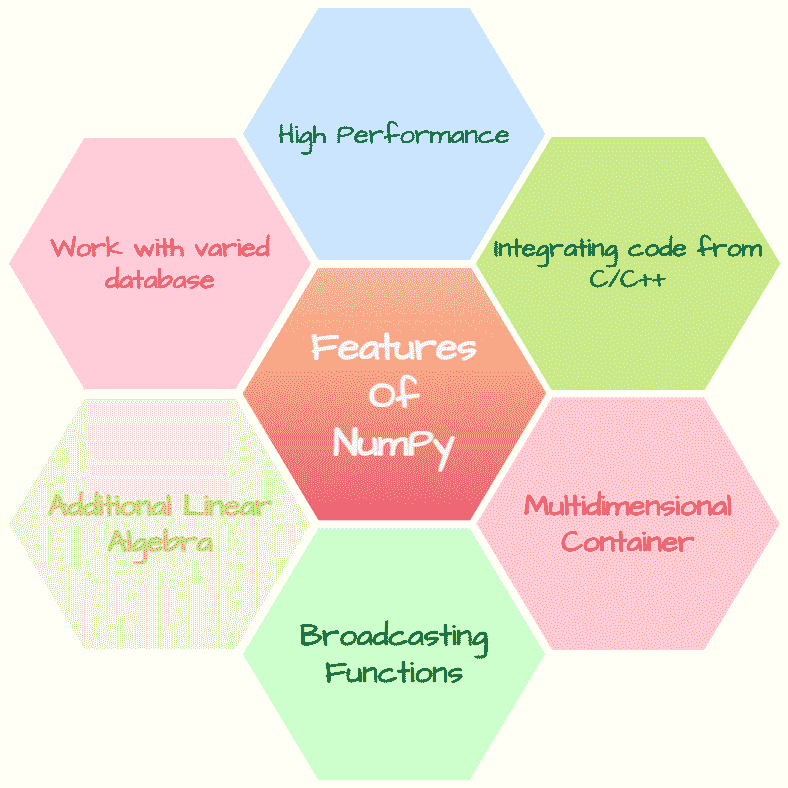 High Performance
Work with varied
database
Integrating code from
C/C++
Features
Of
NumPy
Additional Linear
Algebra
Multidimensional
Container
Broadcasting
Functions